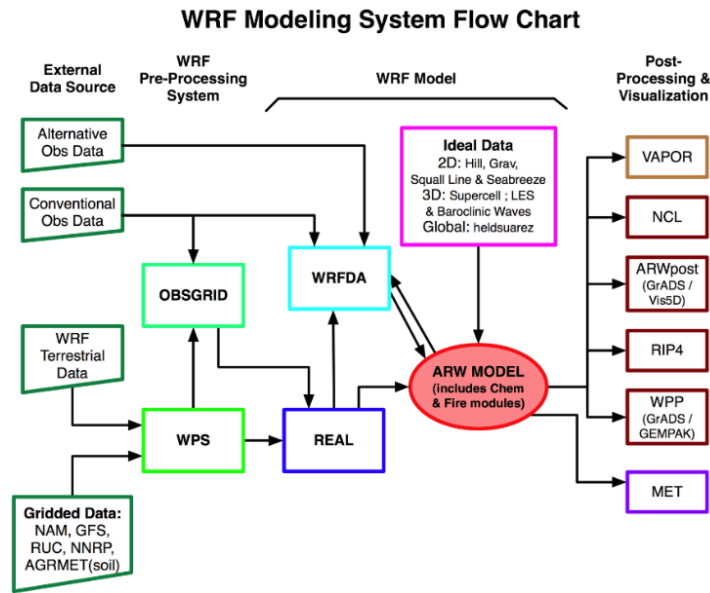 WRF Modeling System Flow Chart
External
Data Source
WRF
Pre-Processing
System
WRF Model
Post-
Processing &
Visualization
Alternative
Obs Data
Conventional
Obs Data
WRF
Terrestrial
Data
Gridded Data:
NAM, GFS,
RUC, NNRP,
AGRMET(soil)
OBSGRID
WPS
REAL
WRFDA
Ideal Data
2D: Hill, Grav,
Squall Line & Seabreeze
3D: Supercell ; LES
& Baroclinic Waves
Global: heldsuarez
ARW MODEL
(includes Chem
& Fire modules)
VAPOR
NCL
ARWpost
(GrADS /
Vis5D)
RIP4
WPP
(GrADS /
GEMPAK)
MET